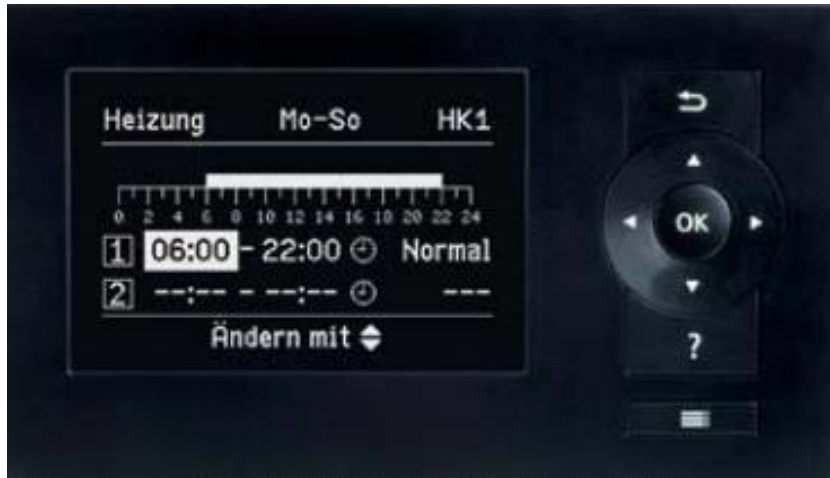 Heizung Mo-So HK1
0 2 4 6 8 10 12 14 16 18 20 22 24
1 06:00 - 22:00 Normal
2 --:-- - --:-- ---
Ändern mit
OK
?